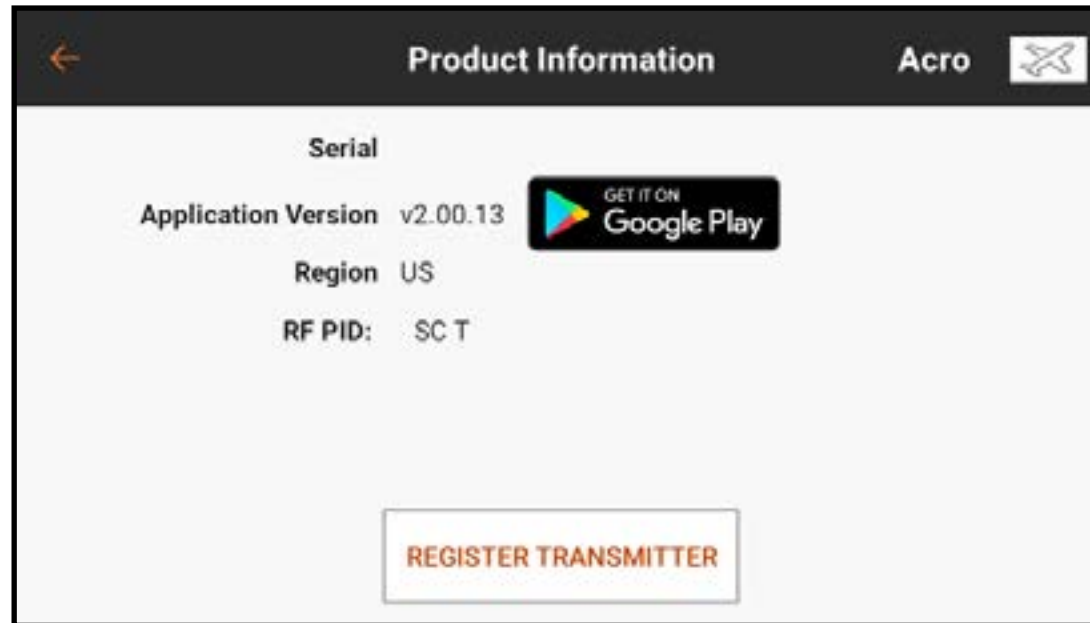 Product Information Acro
Serial
Application Version v2.00.13
GET IT ON
Google Play
Region US
RF PID: SC T
REGISTER TRANSMITTER